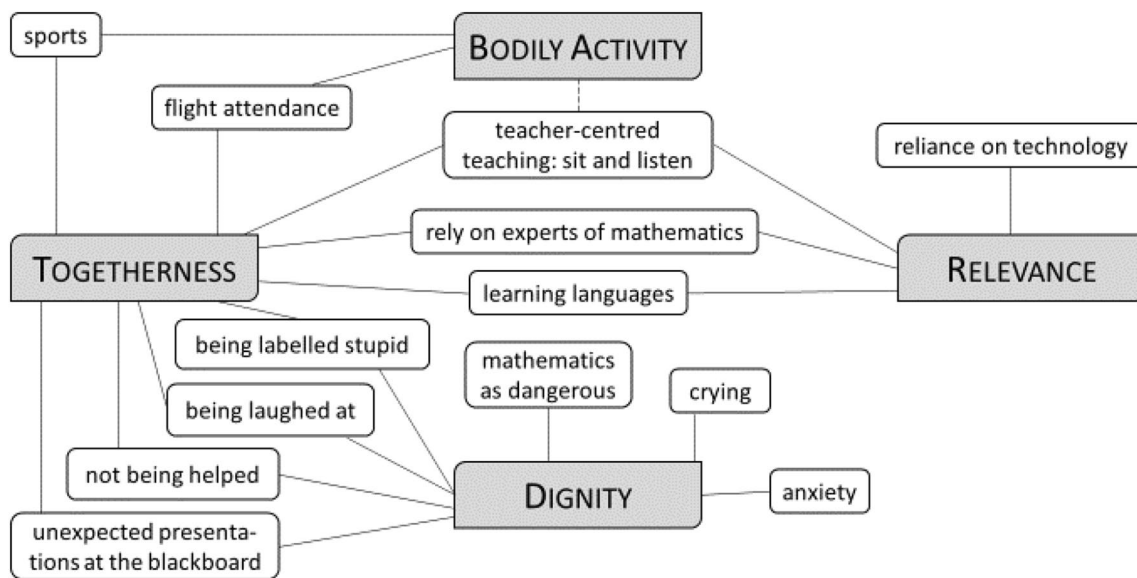 sports
BODILY ACTIVITY
flight attendance
teacher-centred
teaching: sit and listen
reliance on technology
rely on experts of mathematics
TOGETHERNESS
RELEVANCE
learning languages
being labelled stupid
mathematics
as dangerous
crying
being laughed at
not being helped
DIGNITY
anxiety
unexpected presenta-
tions at the blackboard